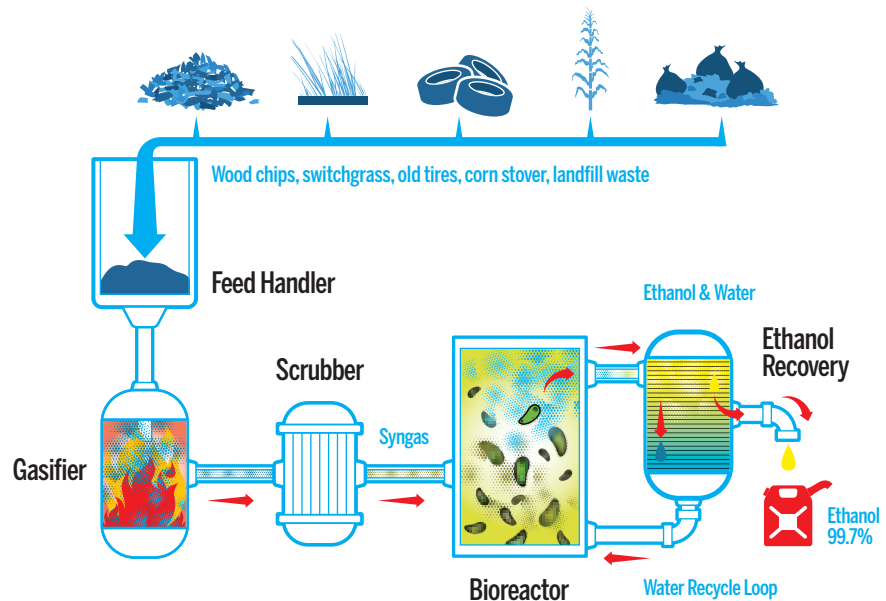 Wood chips, switchgrass, old tires, corn stover, landfill waste
Feed Handler
Ethanol & Water
Ethanol
Recovery
Scrubber
Syngas
Gasifier
Ethanol
99.7%
Bioreactor
Water Recycle Loop